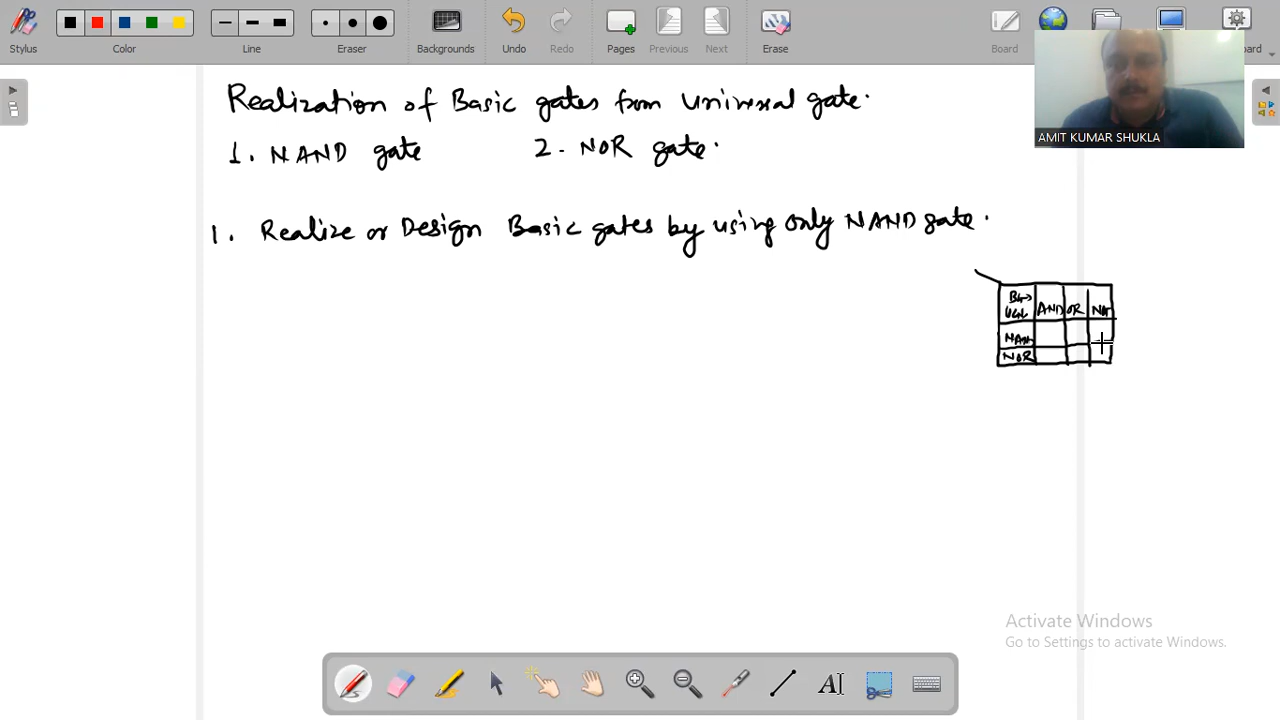 Stylus Color Line Eraser Backgrounds Undo Redo Pages Previous Next Erase Board
AMIT KUMAR SHUKLA
Realization of Basic gates from Universal gate.
1. NAND gate 2. NOR gate.
1. Realize or Design Basic gates by using only NAND gate.
AND OR NOT
NOR
Activate Windows
Go to Settings to activate Windows.